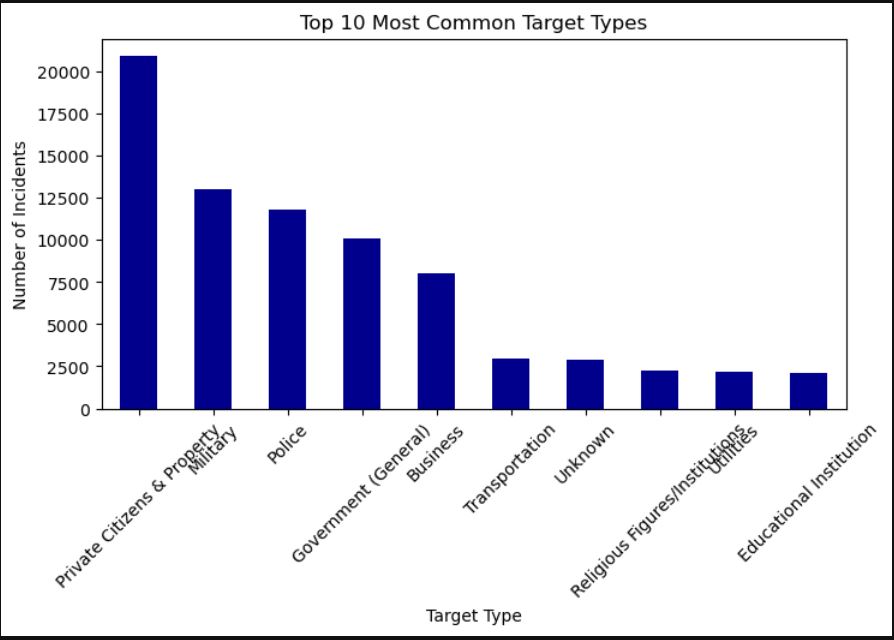 Top 10 Most Common Target Types
Number of Incidents
20000
17500
15000
12500
10000
7500
5000
2500
0
Private Citizens & Property
Military
Police
Government (General)
Business
Transportation
Unknown
Religious Figures/Institutions
Utilities
Educational Institution
Target Type